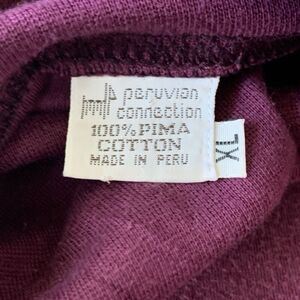 peruvian
connection
100% PIMA
COTTON
MADE IN PERU
XL